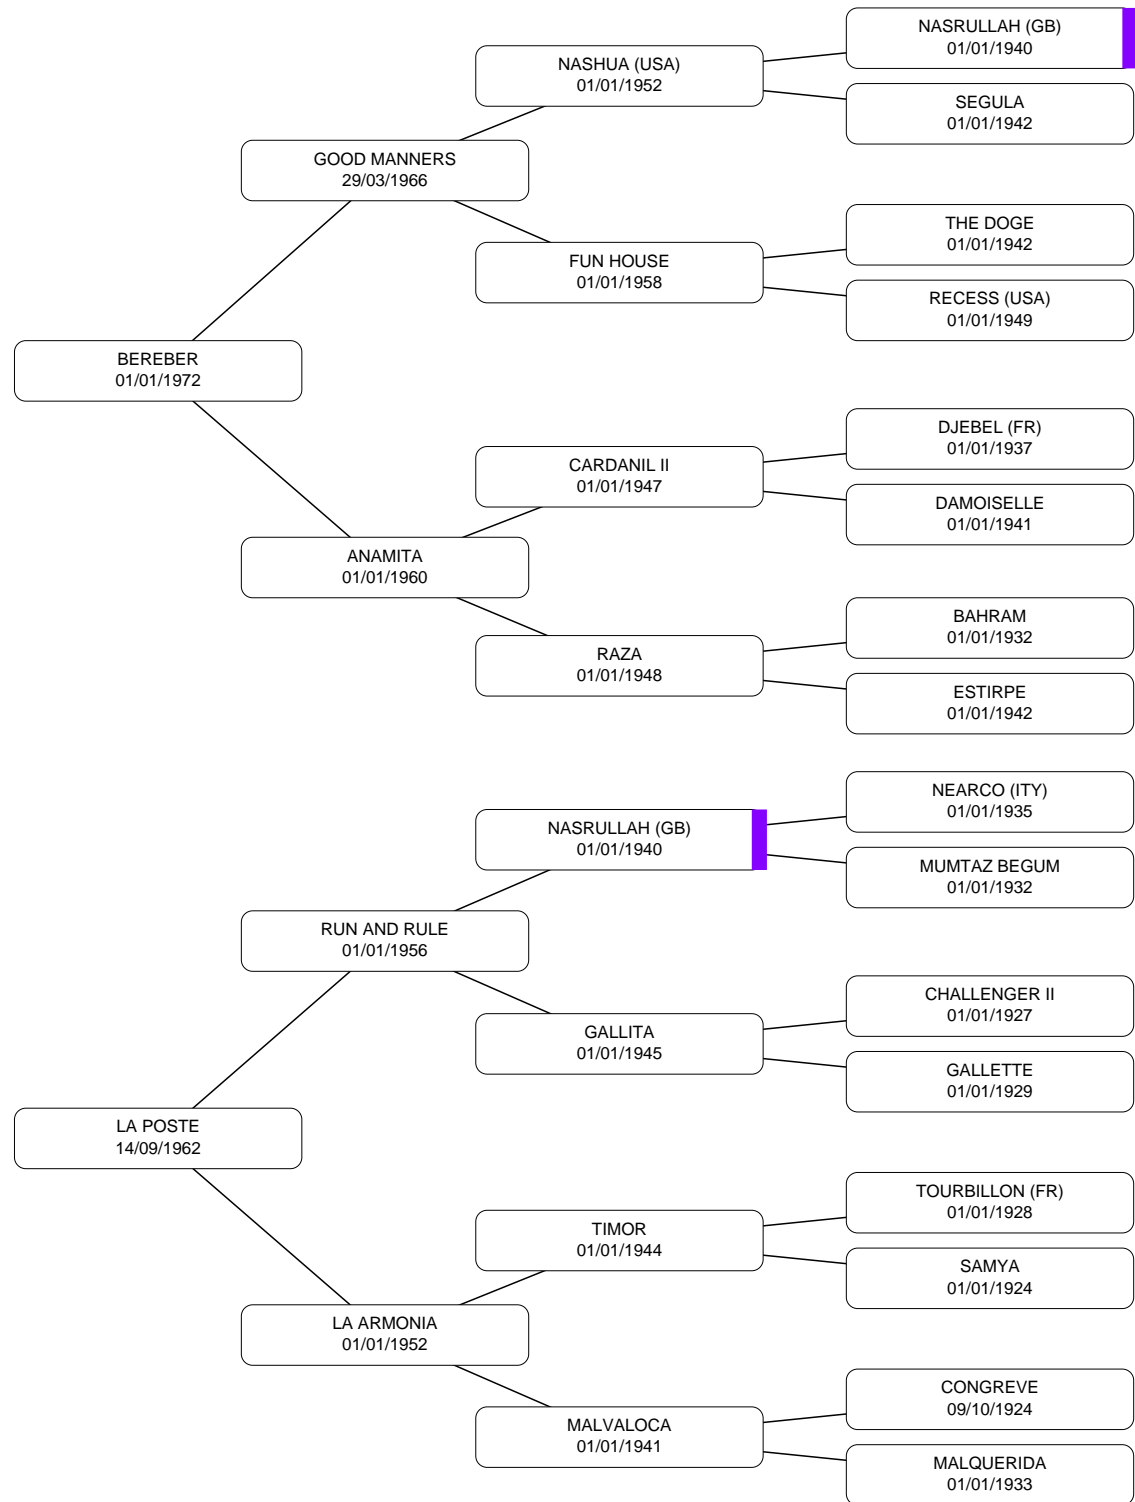 NASRULLAH (GB)
01/01/1940
NASHUA (USA)
01/01/1952
SEGULA
01/01/1942
GOOD MANNERS
29/03/1966
THE DOGE
01/01/1942
FUN HOUSE
01/01/1958
RECESS (USA)
01/01/1949
BEREBER
01/01/1972
DJEBEL (FR)
01/01/1937
CARDANIL II
01/01/1947
DAMOISELLE
01/01/1941
ANAMITA
01/01/1960
BAHRAM
01/01/1932
RAZA
01/01/1948
ESTIRPE
01/01/1942
NEARCO (ITY)
01/01/1935
NASRULLAH (GB)
01/01/1940
MUMTAZ BEGUM
01/01/1932
RUN AND RULE
01/01/1956
CHALLENGER II
01/01/1927
GALLITA
01/01/1945
GALLETTE
01/01/1929
LA POSTE
14/09/1962
TOURBILLON (FR)
01/01/1928
TIMOR
01/01/1944
SAMYA
01/01/1924
LA ARMONIA
01/01/1952
CONGREVE
09/10/1924
MALVALOCA
01/01/1941
MALQUERIDA
01/01/1933